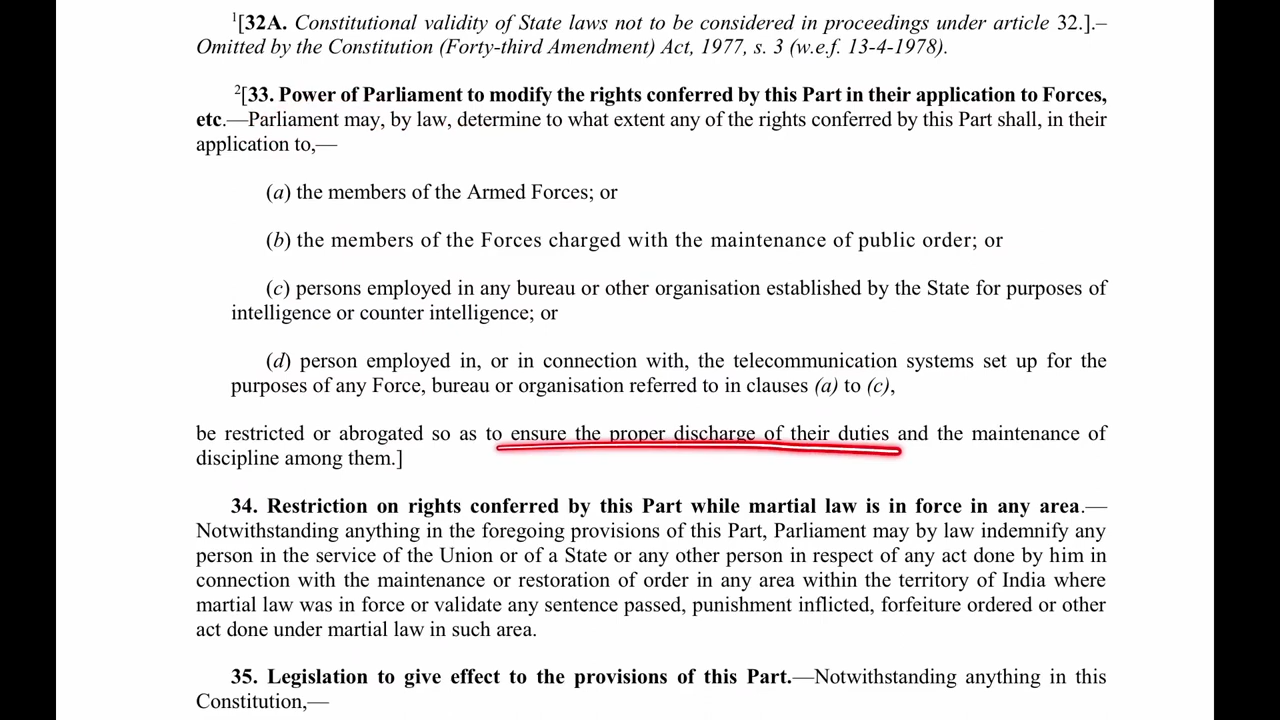 ¹[32A. Constitutional validity of State laws not to be considered in proceedings under article 32.].–
Omitted by the Constitution (Forty-third Amendment) Act, 1977, s. 3 (w.e.f. 13-4-1978).
²[33. Power of Parliament to modify the rights conferred by this Part in their application to Forces,
etc.—Parliament may, by law, determine to what extent any of the rights conferred by this Part shall, in their
application to,—
(a) the members of the Armed Forces; or
(b) the members of the Forces charged with the maintenance of public order; or
(c) persons employed in any bureau or other organisation established by the State for purposes of
intelligence or counter intelligence; or
(d) person employed in, or in connection with, the telecommunication systems set up for the
purposes of any Force, bureau or organisation referred to in clauses (a) to (c),
be restricted or abrogated so as to ensure the proper discharge of their duties and the maintenance of
discipline among them.]
34. Restriction on rights conferred by this Part while martial law is in force in any area.—
Notwithstanding anything in the foregoing provisions of this Part, Parliament may by law indemnify any
person in the service of the Union or of a State or any other person in respect of any act done by him in
connection with the maintenance or restoration of order in any area within the territory of India where
martial law was in force or validate any sentence passed, punishment inflicted, forfeiture ordered or other
act done under martial law in such area.
35. Legislation to give effect to the provisions of this Part.—Notwithstanding anything in this
Constitution,—